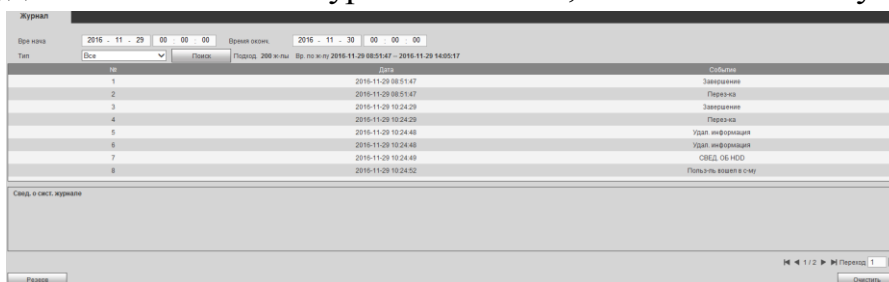 Журнал
Вре нача 2016 - 11 - 29 00 : 00 : 00 Время оконч. 2016 - 11 - 30 00 : 00 : 00
Тип Все Поиск Подход. 200 ж-лы Вр. по ж-лу 2016-11-29 08:51:47 -- 2016-11-29 14:05:17
№ Дата Событие
1 2016-11-29 08:51:47 Завершение
2 2016-11-29 08:51:47 Перез-ка
3 2016-11-29 10:24:29 Завершение
4 2016-11-29 10:24:29 Перез-ка
5 2016-11-29 10:24:48 Удал. информация
6 2016-11-29 10:24:48 Удал. информация
7 2016-11-29 10:24:49 СВЕД. ОБ HDD
8 2016-11-29 10:24:52 Польз-ль вошел в с-му
Свед. о сист. журнале
1 / 2 Переход 1
Резерв Очистить